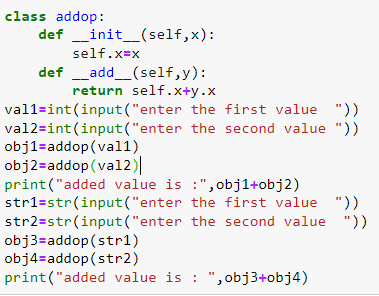 class addop:
    def __init__(self,x):
        self.x=x
    def __add__(self,y):
        return self.x+y.x
val1=int(input("enter the first value  "))
val2=int(input("enter the second value "))
obj1=addop(val1)
obj2=addop(val2)
print("added value is :",obj1+obj2)
str1=str(input("enter the first value  "))
str2=str(input("enter the second value  "))
obj3=addop(str1)
obj4=addop(str2)
print("added value is : ",obj3+obj4)